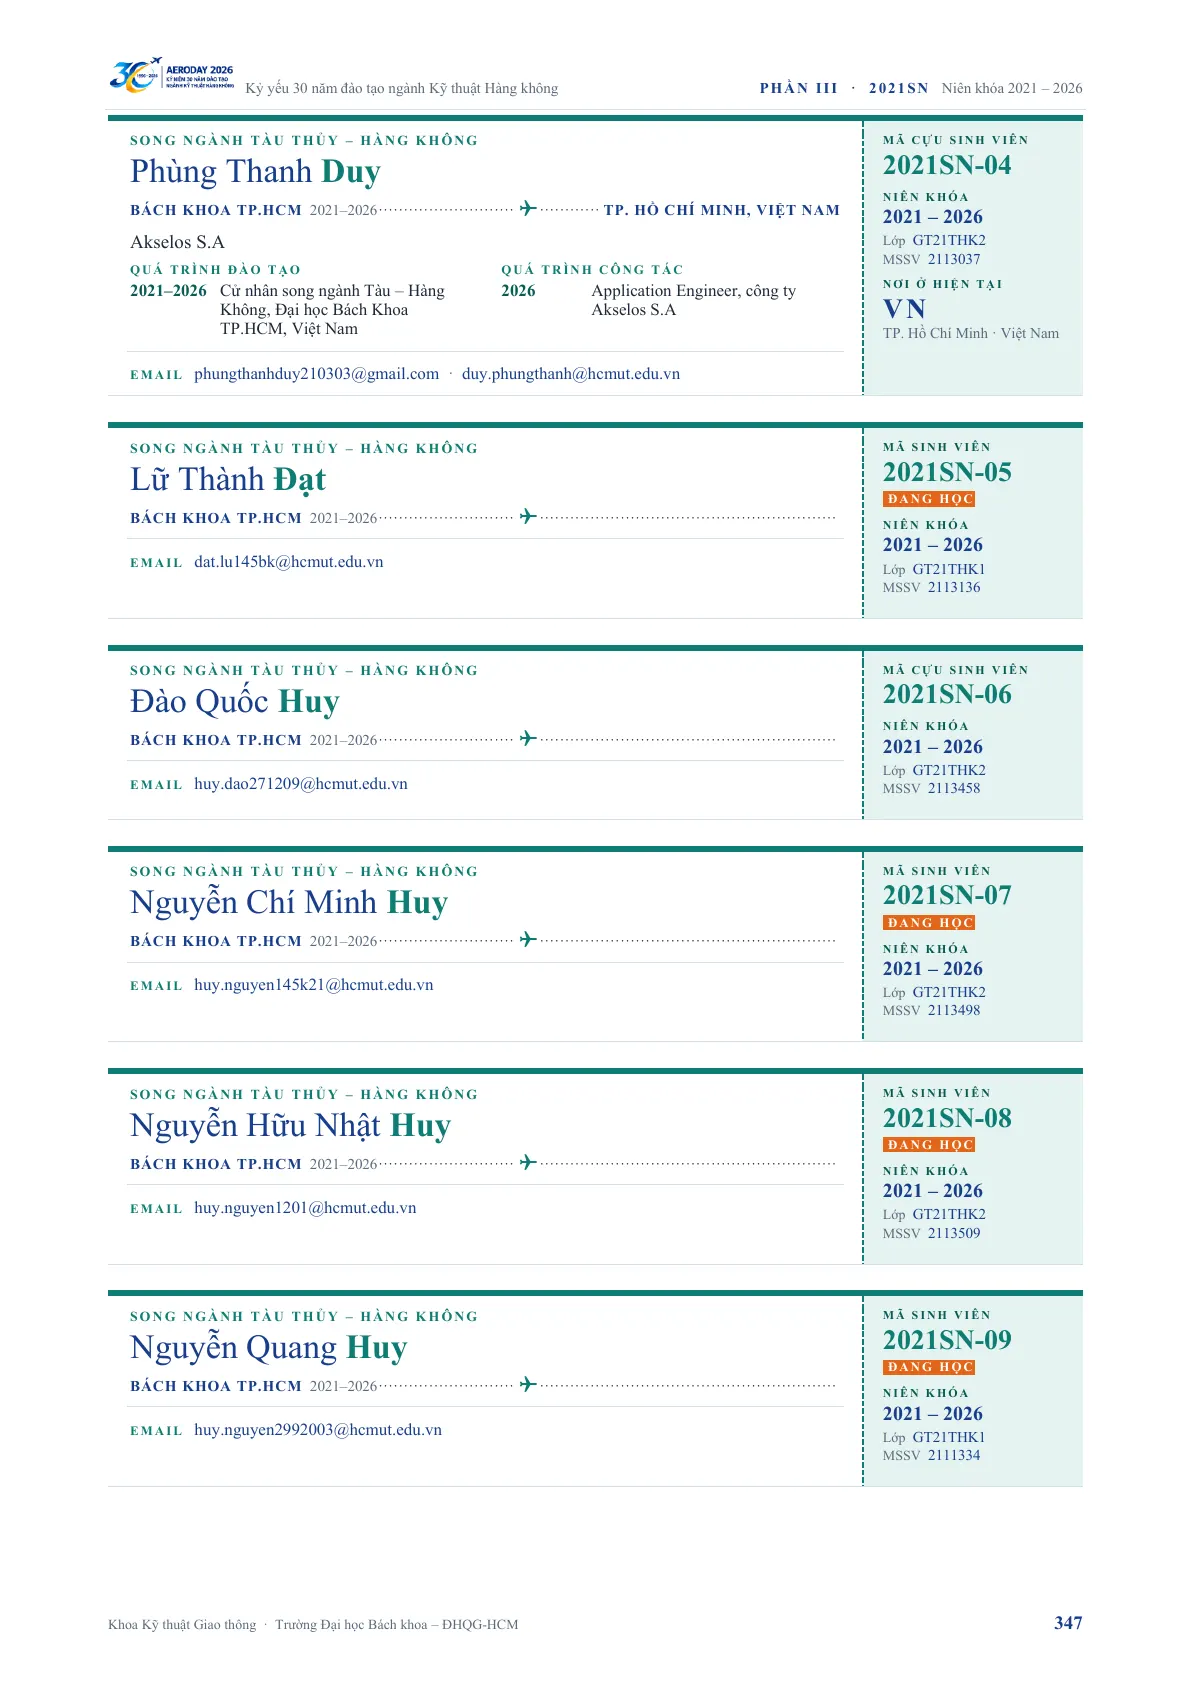 30
1996 - 2026
AERODAY 2026
KỶ NIỆM 30 NĂM ĐÀO TẠO
NGÀNH KỸ THUẬT HÀNG KHÔNG
Kỷ yếu 30 năm đào tạo ngành Kỹ thuật Hàng không
PHẦN III · 2021SN Niên khóa 2021 – 2026
SONG NGÀNH TÀU THỦY – HÀNG KHÔNG
Phùng Thanh Duy
BÁCH KHOA TP.HCM 2021–2026 TP. HỒ CHÍ MINH, VIỆT NAM
Akselos S.A
QUÁ TRÌNH ĐÀO TẠO
2021–2026 Cử nhân song ngành Tàu – Hàng
Không, Đại học Bách Khoa
TP.HCM, Việt Nam
QUÁ TRÌNH CÔNG TÁC
2026 Application Engineer, công ty
Akselos S.A
EMAIL phungthanhduy210303@gmail.com · duy.phungthanh@hcmut.edu.vn
MÃ CỰU SINH VIÊN
2021SN-04
NIÊN KHÓA
2021 – 2026
Lớp GT21THK2
MSSV 2113037
NƠI Ở HIỆN TẠI
VN
TP. Hồ Chí Minh · Việt Nam
SONG NGÀNH TÀU THỦY – HÀNG KHÔNG
Lữ Thành Đạt
BÁCH KHOA TP.HCM 2021–2026
EMAIL dat.lu145bk@hcmut.edu.vn
MÃ SINH VIÊN
2021SN-05
ĐANG HỌC
NIÊN KHÓA
2021 – 2026
Lớp GT21THK1
MSSV 2113136
SONG NGÀNH TÀU THỦY – HÀNG KHÔNG
Đào Quốc Huy
BÁCH KHOA TP.HCM 2021–2026
EMAIL huy.dao271209@hcmut.edu.vn
MÃ CỰU SINH VIÊN
2021SN-06
NIÊN KHÓA
2021 – 2026
Lớp GT21THK2
MSSV 2113458
SONG NGÀNH TÀU THỦY – HÀNG KHÔNG
Nguyễn Chí Minh Huy
BÁCH KHOA TP.HCM 2021–2026
EMAIL huy.nguyen145k21@hcmut.edu.vn
MÃ SINH VIÊN
2021SN-07
ĐANG HỌC
NIÊN KHÓA
2021 – 2026
Lớp GT21THK2
MSSV 2113498
SONG NGÀNH TÀU THỦY – HÀNG KHÔNG
Nguyễn Hữu Nhật Huy
BÁCH KHOA TP.HCM 2021–2026
EMAIL huy.nguyen1201@hcmut.edu.vn
MÃ SINH VIÊN
2021SN-08
ĐANG HỌC
NIÊN KHÓA
2021 – 2026
Lớp GT21THK2
MSSV 2113509
SONG NGÀNH TÀU THỦY – HÀNG KHÔNG
Nguyễn Quang Huy
BÁCH KHOA TP.HCM 2021–2026
EMAIL huy.nguyen2992003@hcmut.edu.vn
MÃ SINH VIÊN
2021SN-09
ĐANG HỌC
NIÊN KHÓA
2021 – 2026
Lớp GT21THK1
MSSV 2111334
Khoa Kỹ thuật Giao thông · Trường Đại học Bách khoa – ĐHQG-HCM
347